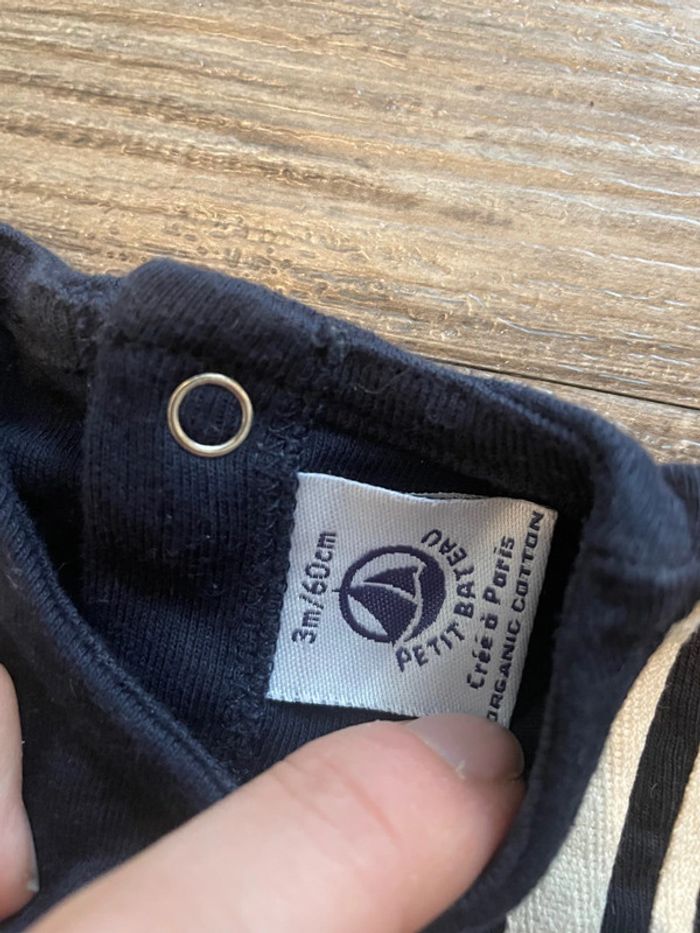 3m/60cm
PETIT BATEAU
Créé à Paris
ORGANIC COTTON